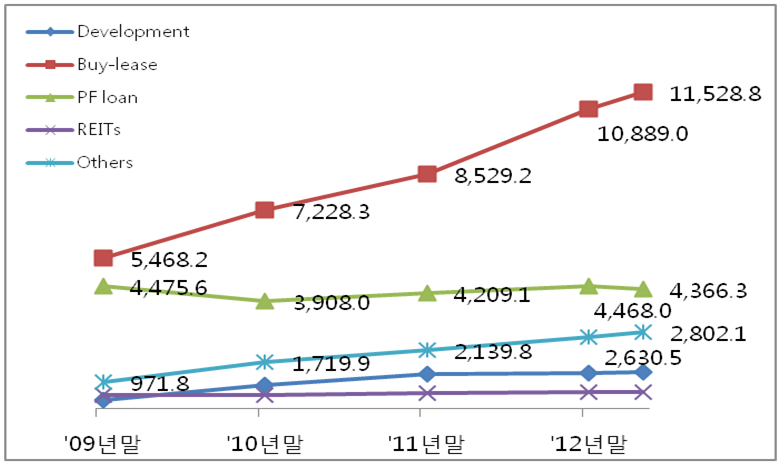 Development
Buy-lease
PF loan
REITs
Others
11,528.8
10,889.0
8,529.2
7,228.3
5,468.2
4,475.6
3,908.0
4,209.1
4,366.3
4,468.0
2,802.1
2,630.5
2,139.8
1,719.9
971.8
'09년말 '10년말 '11년말 '12년말